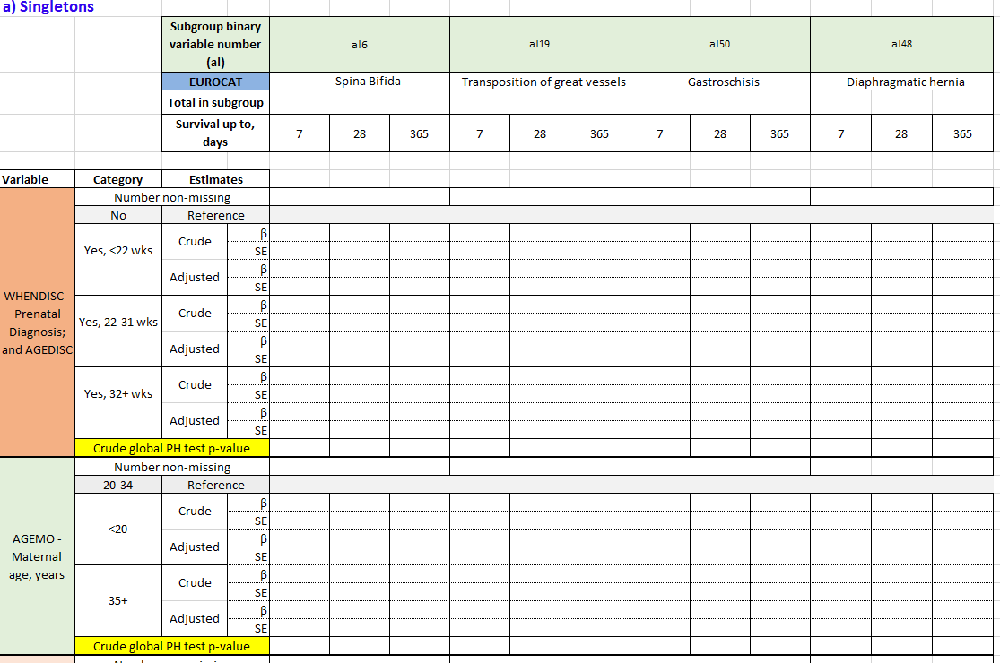 a) Singletons
Subgroup binary variable number (al) al6 al19 al50 al48
EUROCAT Spina Bifida Transposition of great vessels Gastroschisis Diaphragmatic hernia
Total in subgroup
Survival up to, days 7 28 365 7 28 365 7 28 365 7 28 365
Variable Category Estimates
WHENDISC - Prenatal Diagnosis; and AGEDISC
Number non-missing
No Reference
Yes, <22 wks
Crude β
SE
Adjusted β
SE
Yes, 22-31 wks
Crude β
SE
Adjusted β
SE
Yes, 32+ wks
Crude β
SE
Adjusted β
SE
Crude global PH test p-value
AGEMO - Maternal age, years
Number non-missing
20-34 Reference
<20
Crude β
SE
Adjusted β
SE
35+
Crude β
SE
Adjusted β
SE
Crude global PH test p-value